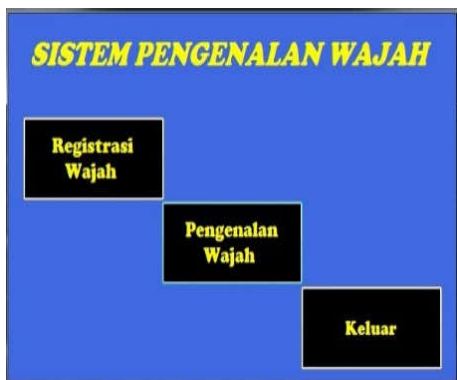 SISTEM PENGENALAN WAJAH
Registrasi
Wajah
Pengenalan
Wajah
Keluar